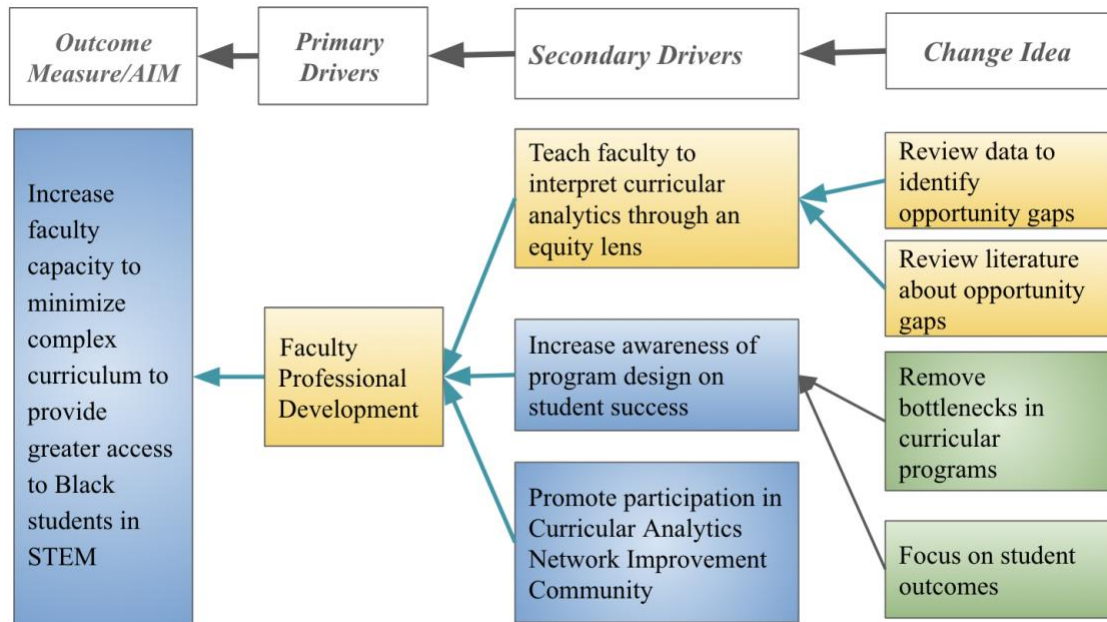 Outcome
Measure/AIM
Primary
Drivers
Secondary Drivers
Change Idea
Increase
faculty
capacity to
minimize
complex
curriculum to
provide
greater access
to Black
students in
STEM
Faculty
Professional
Development
Teach faculty to
interpret curricular
analytics through an
equity lens
Increase awareness of
program design on
student success
Promote participation in
Curricular Analytics
Network Improvement
Community
Review data to
identify
opportunity gaps
Review literature
about opportunity
gaps
Remove
bottlenecks in
curricular
programs
Focus on student
outcomes